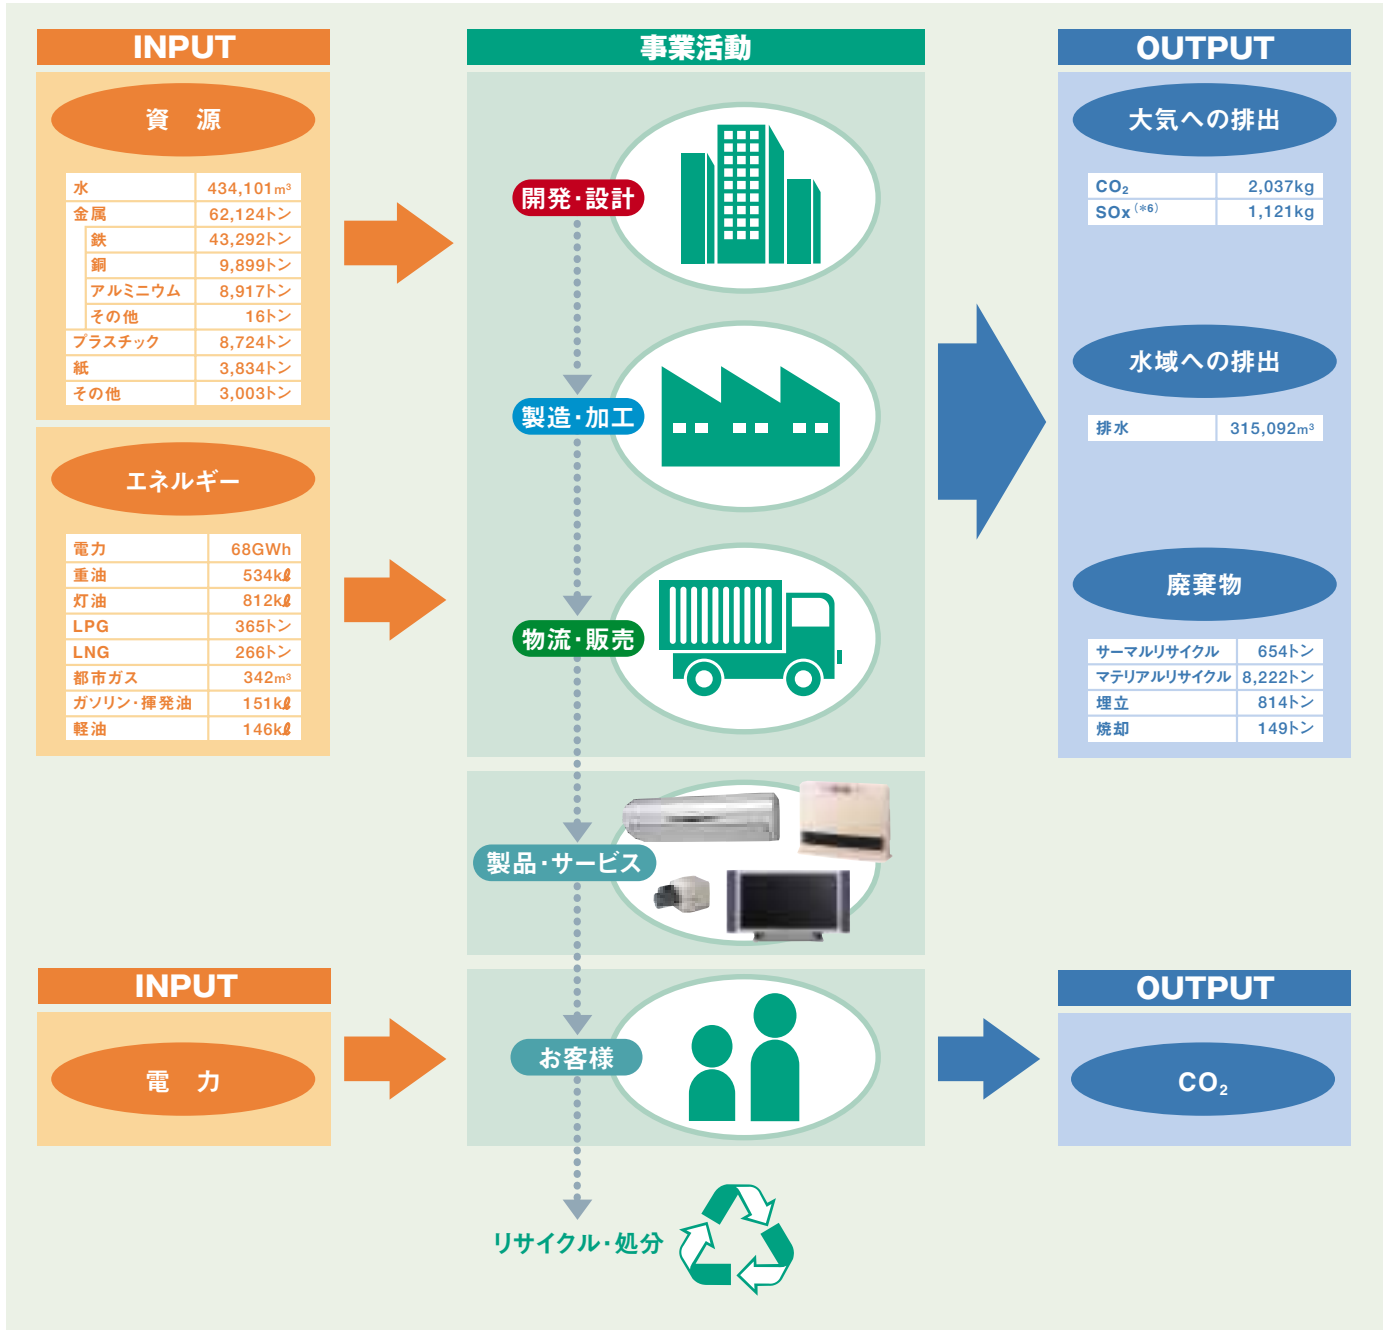 INPUT
資 源
水 434,101m³
金属 62,124トン
鉄 43,292トン
銅 9,899トン
アルミニウム 8,917トン
その他 16トン
プラスチック 8,724トン
紙 3,834トン
その他 3,003トン
エネルギー
電力 68GWh
重油 534kℓ
灯油 812kℓ
LPG 365トン
LNG 266トン
都市ガス 342m³
ガソリン・揮発油 151kℓ
軽油 146kℓ
事業活動
開発・設計
製造・加工
物流・販売
製品・サービス
OUTPUT
大気への排出
CO₂ 2,037kg
SOx(*6) 1,121kg
水域への排出
排水 315,092m³
廃棄物
サーマルリサイクル 654トン
マテリアルリサイクル 8,222トン
埋立 814トン
焼却 149トン
INPUT
電 力
お客様
OUTPUT
CO₂
リサイクル・処分